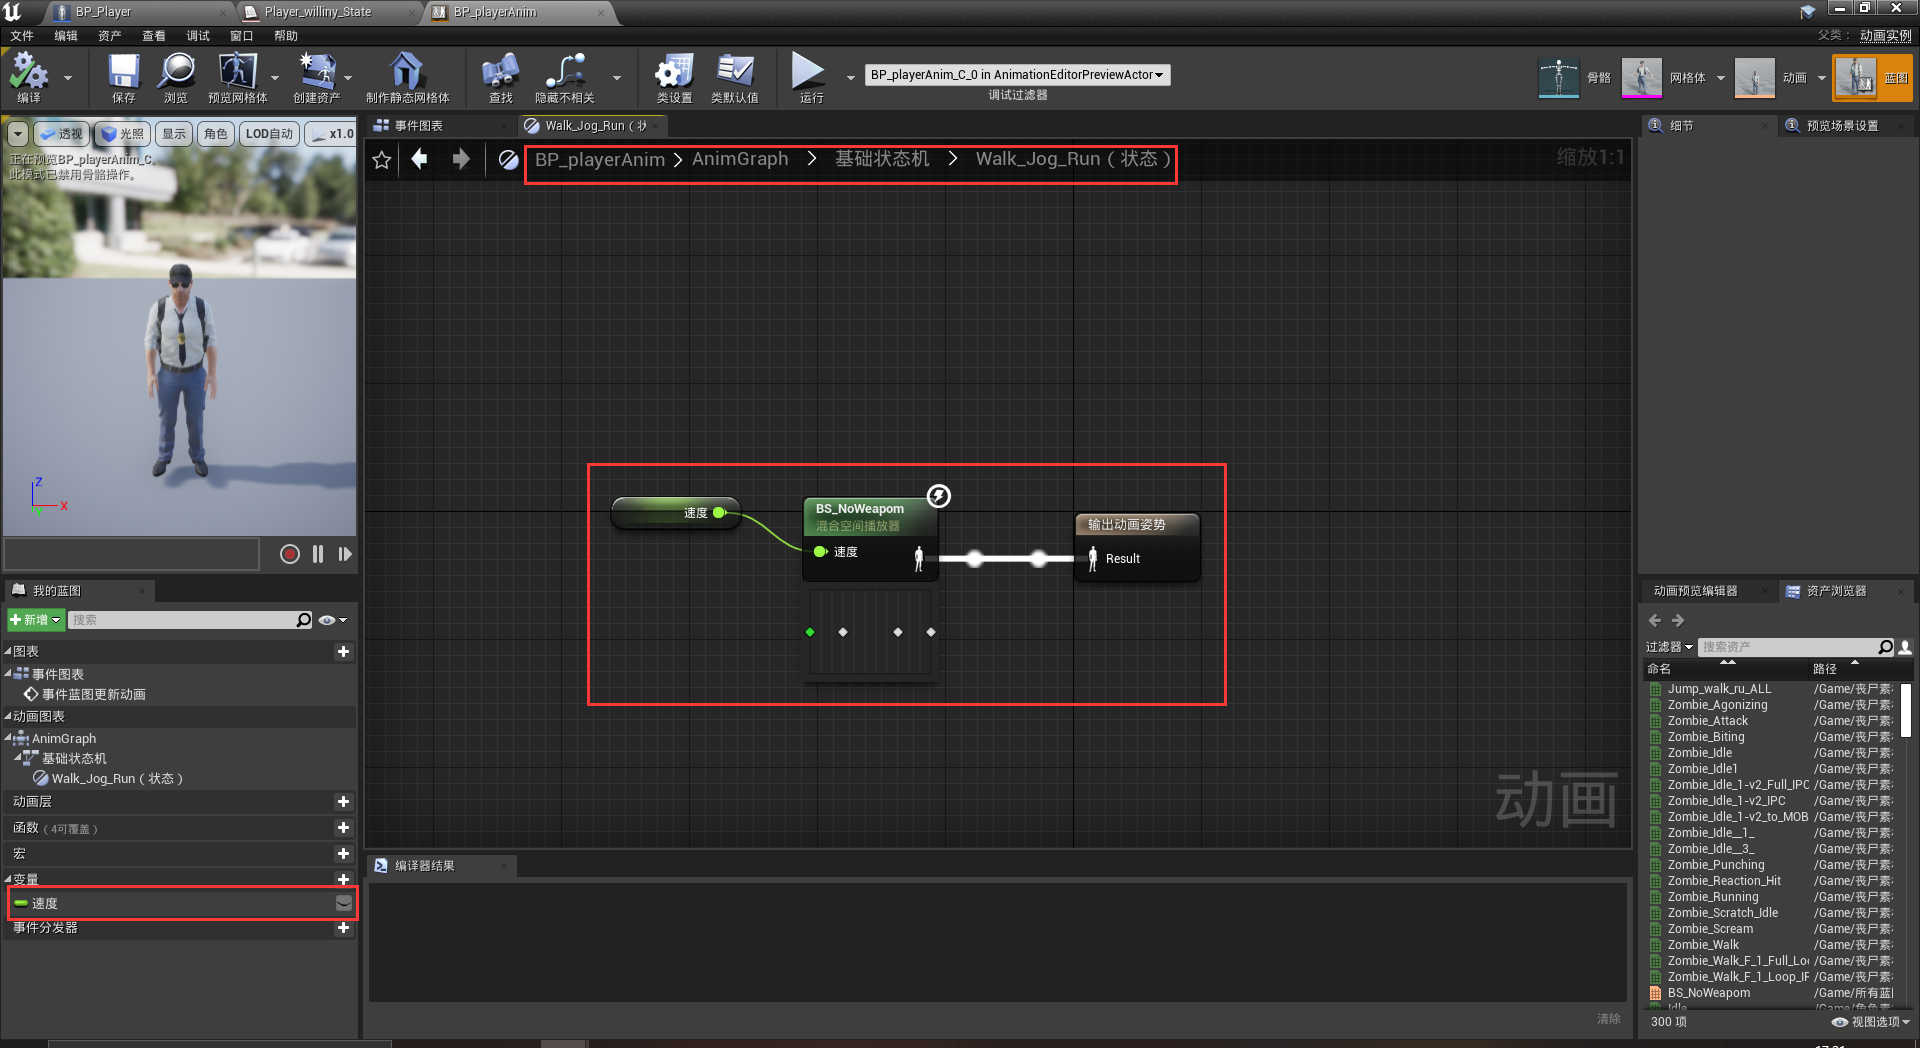 BP_Player
Player_williny_State
BP_playerAnim
文件 编辑 资产 查看 调试 窗口 帮助
父类： 动画实例
编译
保存
浏览
预览网格体
创建资产
制作静态网格体
查找
隐藏不相关
类设置
类默认值
运行
BP_playerAnim_C_0 in AnimationEditorPreviewActor
调试过滤器
骨骼
网格体
动画
蓝图
透视
光照
显示
角色
LOD自动
x1.0
正在预览BP_playerAnim_C。
此模式已禁用骨骼操作。
Z
X
事件图表
Walk_Jog_Run（
BP_playerAnim > AnimGraph > 基础状态机 > Walk_Jog_Run（状态）
缩放1:1
速度
BS_NoWeapom
混合空间播放器
速度
输出动画姿势
Result
动画
编译器结果
清除
我的蓝图
新增
搜索
图表
事件图表
事件蓝图更新动画
动画图表
AnimGraph
基础状态机
Walk_Jog_Run（状态）
动画层
函数（4可覆盖）
宏
变量
速度
事件分发器
细节
预览场景设置
动画预览编辑器
资产浏览器
过滤器
搜索资产
命名 路径
Jump_walk_ru_ALL /Game/丧尸素
Zombie_Agonizing /Game/丧尸素
Zombie_Attack /Game/丧尸素
Zombie_Biting /Game/丧尸素
Zombie_Idle /Game/丧尸素
Zombie_Idle1 /Game/丧尸素
Zombie_Idle_1-v2_Full_IPC /Game/丧尸素
Zombie_Idle_1-v2_IPC /Game/丧尸素
Zombie_Idle_1-v2_to_MOB /Game/丧尸素
Zombie_Idle__1_ /Game/丧尸素
Zombie_Idle__3_ /Game/丧尸素
Zombie_Punching /Game/丧尸素
Zombie_Reaction_Hit /Game/丧尸素
Zombie_Running /Game/丧尸素
Zombie_Scratch_Idle /Game/丧尸素
Zombie_Scream /Game/丧尸素
Zombie_Walk /Game/丧尸素
Zombie_Walk_F_1_Full_Lo /Game/丧尸素
Zombie_Walk_F_1_Loop_IF /Game/丧尸素
BS_NoWeapom /Game/所有蓝
300 项
视图选项